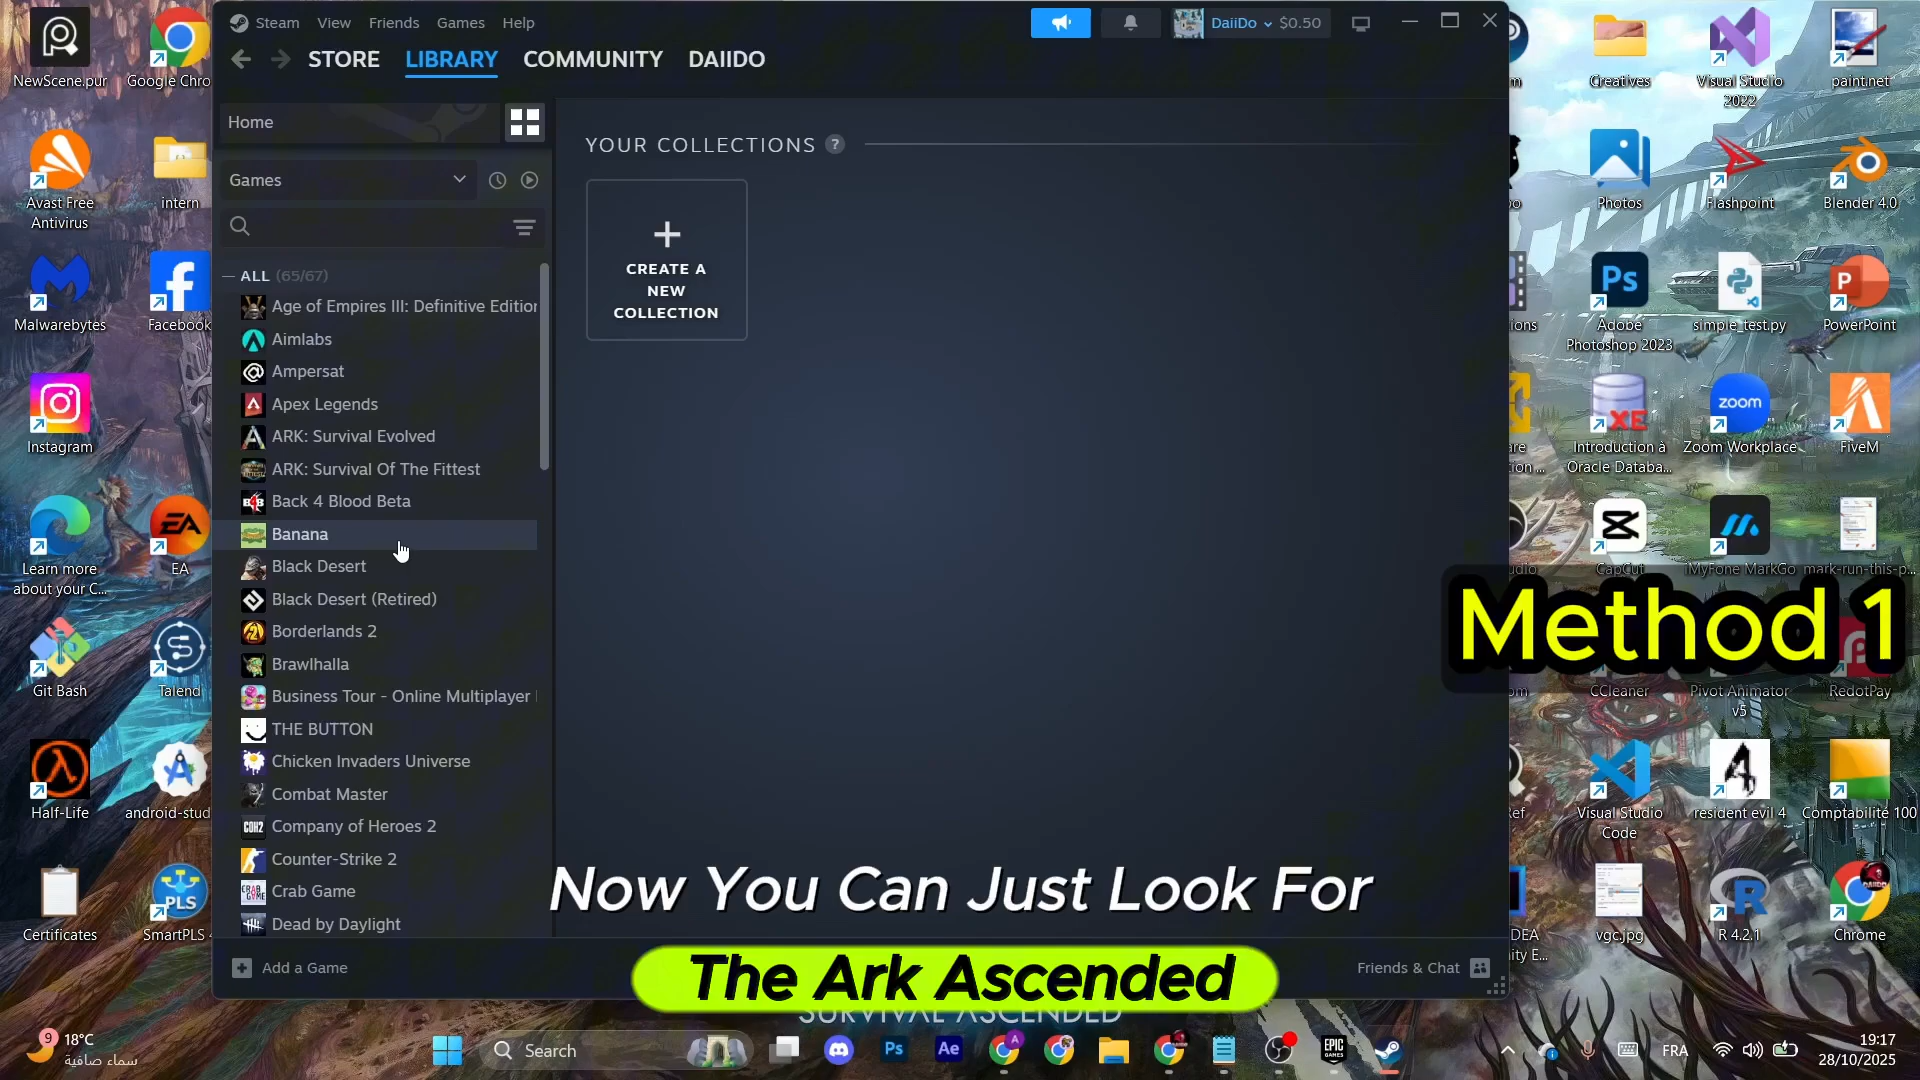 Steam View Friends Games Help
DaiiDo $0.50
STORE LIBRARY COMMUNITY DAIIDO
Home
Games
ALL (65/67)
Age of Empires III: Definitive Edition
Aimlabs
Ampersat
Apex Legends
ARK: Survival Evolved
ARK: Survival Of The Fittest
Back 4 Blood Beta
Banana
Black Desert
Black Desert (Retired)
Borderlands 2
Brawlhalla
Business Tour - Online Multiplayer
THE BUTTON
Chicken Invaders Universe
Combat Master
Company of Heroes 2
Counter-Strike 2
Crab Game
Dead by Daylight
Add a Game
YOUR COLLECTIONS ?
CREATE A
NEW
COLLECTION
Friends & Chat
Method 1
Now You Can Just Look For
The Ark Ascended
SURVIVAL ASCENDED
NewScene.pur
Google Chro
Avast Free
Antivirus
intern
Malwarebytes
Facebook
Instagram
Learn more
about your C...
EA
Git Bash
Talend
Half-Life
android-stud
Certificates
SmartPLS 4
Creatives
Visual Studio
2022
paint.net
Photos
Flashpoint
Blender 4.0
Adobe
Photoshop 2023
simple_test.py
PowerPoint
Introduction à
Oracle Databa...
Zoom Workplace
FiveM
CapCut
iMyFone MarkGo
mark-run-this-p...
CCleaner
Pivot Animator
v5
RedotPay
Visual Studio
Code
resident evil 4
Comptabilité 100
vgc.jpg
R 4.2.1
Chrome
9
18°C
سماء صافية
Search
FRA
19:17
28/10/2025